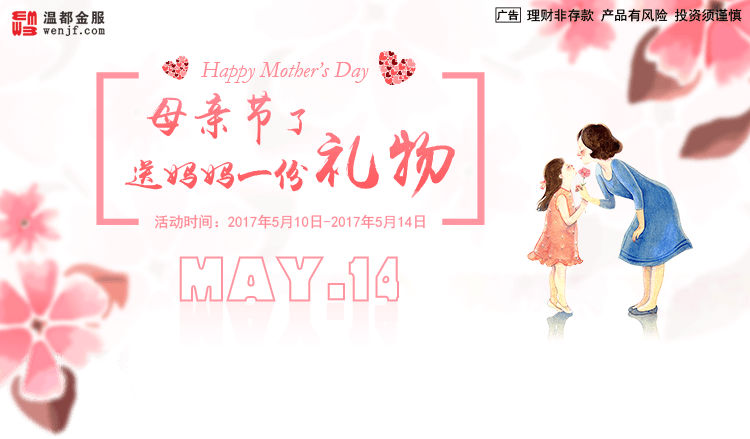 温都金服
wenjf.com
广告 理财非存款 产品有风险 投资须谨慎
Happy Mother's Day
母亲节了
送妈妈一份礼物
活动时间：2017年5月10日-2017年5月14日
MAY.14